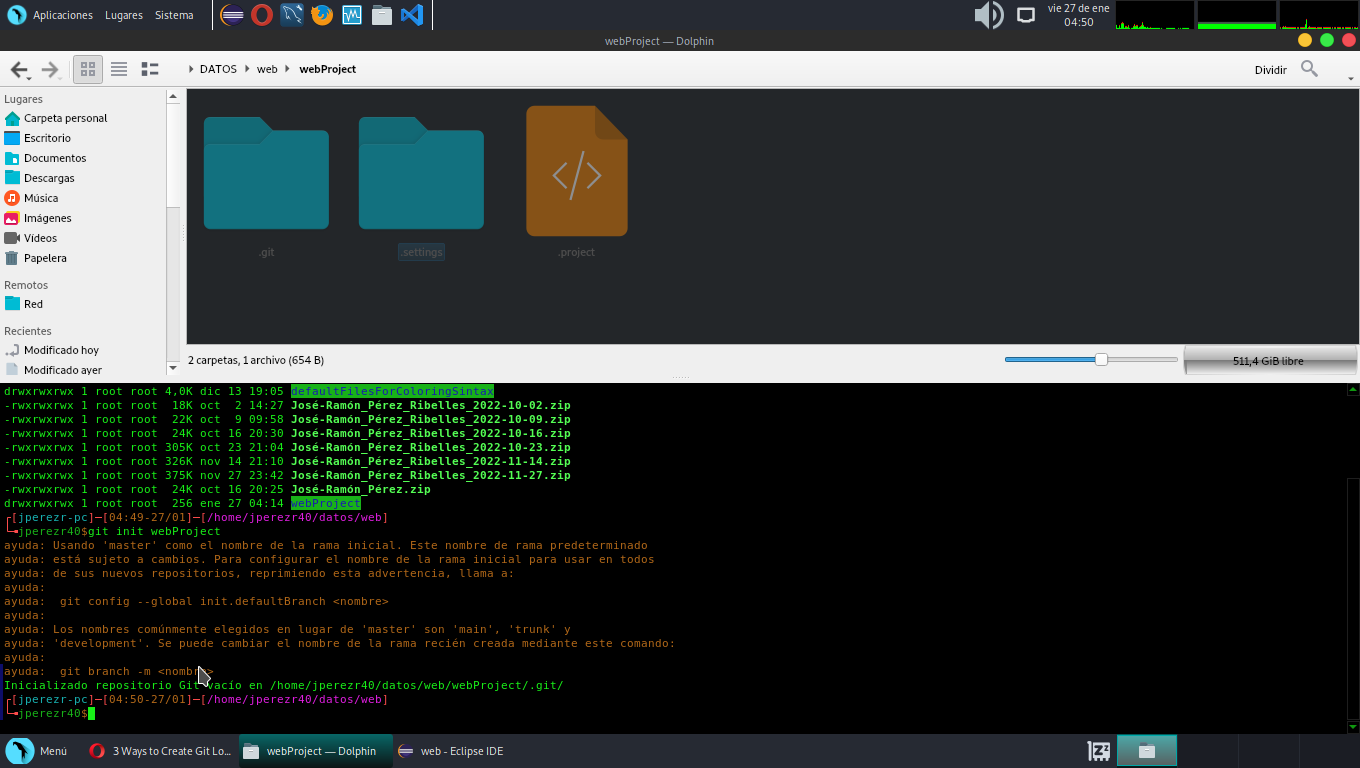 Aplicaciones Lugares Sistema
vie 27 de ene
04:50
webProject — Dolphin
DATOS web webProject
Dividir
Lugares
Carpeta personal
Escritorio
Documentos
Descargas
Música
Imágenes
Vídeos
Papelera
Remotos
Red
Recientes
Modificado hoy
Modificado ayer
.git
.settings
.project
2 carpetas, 1 archivo (654 B)
511,4 GiB libre
drwxrwxrwx 1 root root 4,0K dic 13 19:05 defaultFilesForColoringSintax
-rwxrwxrwx 1 root root  18K oct  2 14:27 José-Ramón_Pérez_Ribelles_2022-10-02.zip
-rwxrwxrwx 1 root root  22K oct  9 09:58 José-Ramón_Pérez_Ribelles_2022-10-09.zip
-rwxrwxrwx 1 root root  24K oct 16 20:30 José-Ramón_Pérez_Ribelles_2022-10-16.zip
-rwxrwxrwx 1 root root 305K oct 23 21:04 José-Ramón_Pérez_Ribelles_2022-10-23.zip
-rwxrwxrwx 1 root root 326K nov 14 21:10 José-Ramón_Pérez_Ribelles_2022-11-14.zip
-rwxrwxrwx 1 root root 375K nov 27 23:42 José-Ramón_Pérez_Ribelles_2022-11-27.zip
-rwxrwxrwx 1 root root  24K oct 16 20:25 José-Ramón_Pérez.zip
drwxrwxrwx 1 root root  256 ene 27 04:14 webProject
┌[jperezr-pc]─[04:49-27/01]─[/home/jperezr40/datos/web]
└╼jperezr40$git init webProject
ayuda: Usando 'master' como el nombre de la rama inicial. Este nombre de rama predeterminado
ayuda: está sujeto a cambios. Para configurar el nombre de la rama inicial para usar en todos
ayuda: de sus nuevos repositorios, reprimiendo esta advertencia, llama a:
ayuda:
ayuda:  git config --global init.defaultBranch <nombre>
ayuda:
ayuda: Los nombres comúnmente elegidos en lugar de 'master' son 'main', 'trunk' y
ayuda: 'development'. Se puede cambiar el nombre de la rama recién creada mediante este comando:
ayuda:
ayuda:  git branch -m <nombre>
Inicializado repositorio Git vacío en /home/jperezr40/datos/web/webProject/.git/
┌[jperezr-pc]─[04:50-27/01]─[/home/jperezr40/datos/web]
└╼jperezr40$
Menú 3 Ways to Create Git Lo... webProject — Dolphin web - Eclipse IDE